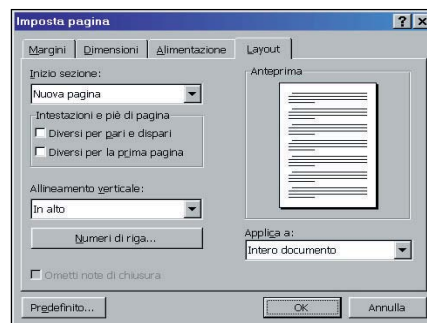 Imposta pagina
Margini Dimensioni Alimentazione Layout
Inizio sezione:
Nuova pagina
Intestazioni e piè di pagina
Diversi per pari e dispari
Diversi per la prima pagina
Allineamento verticale:
In alto
Numeri di riga...
Ometti note di chiusura
Anteprima
Applica a:
Intero documento
Predefinito... OK Annulla